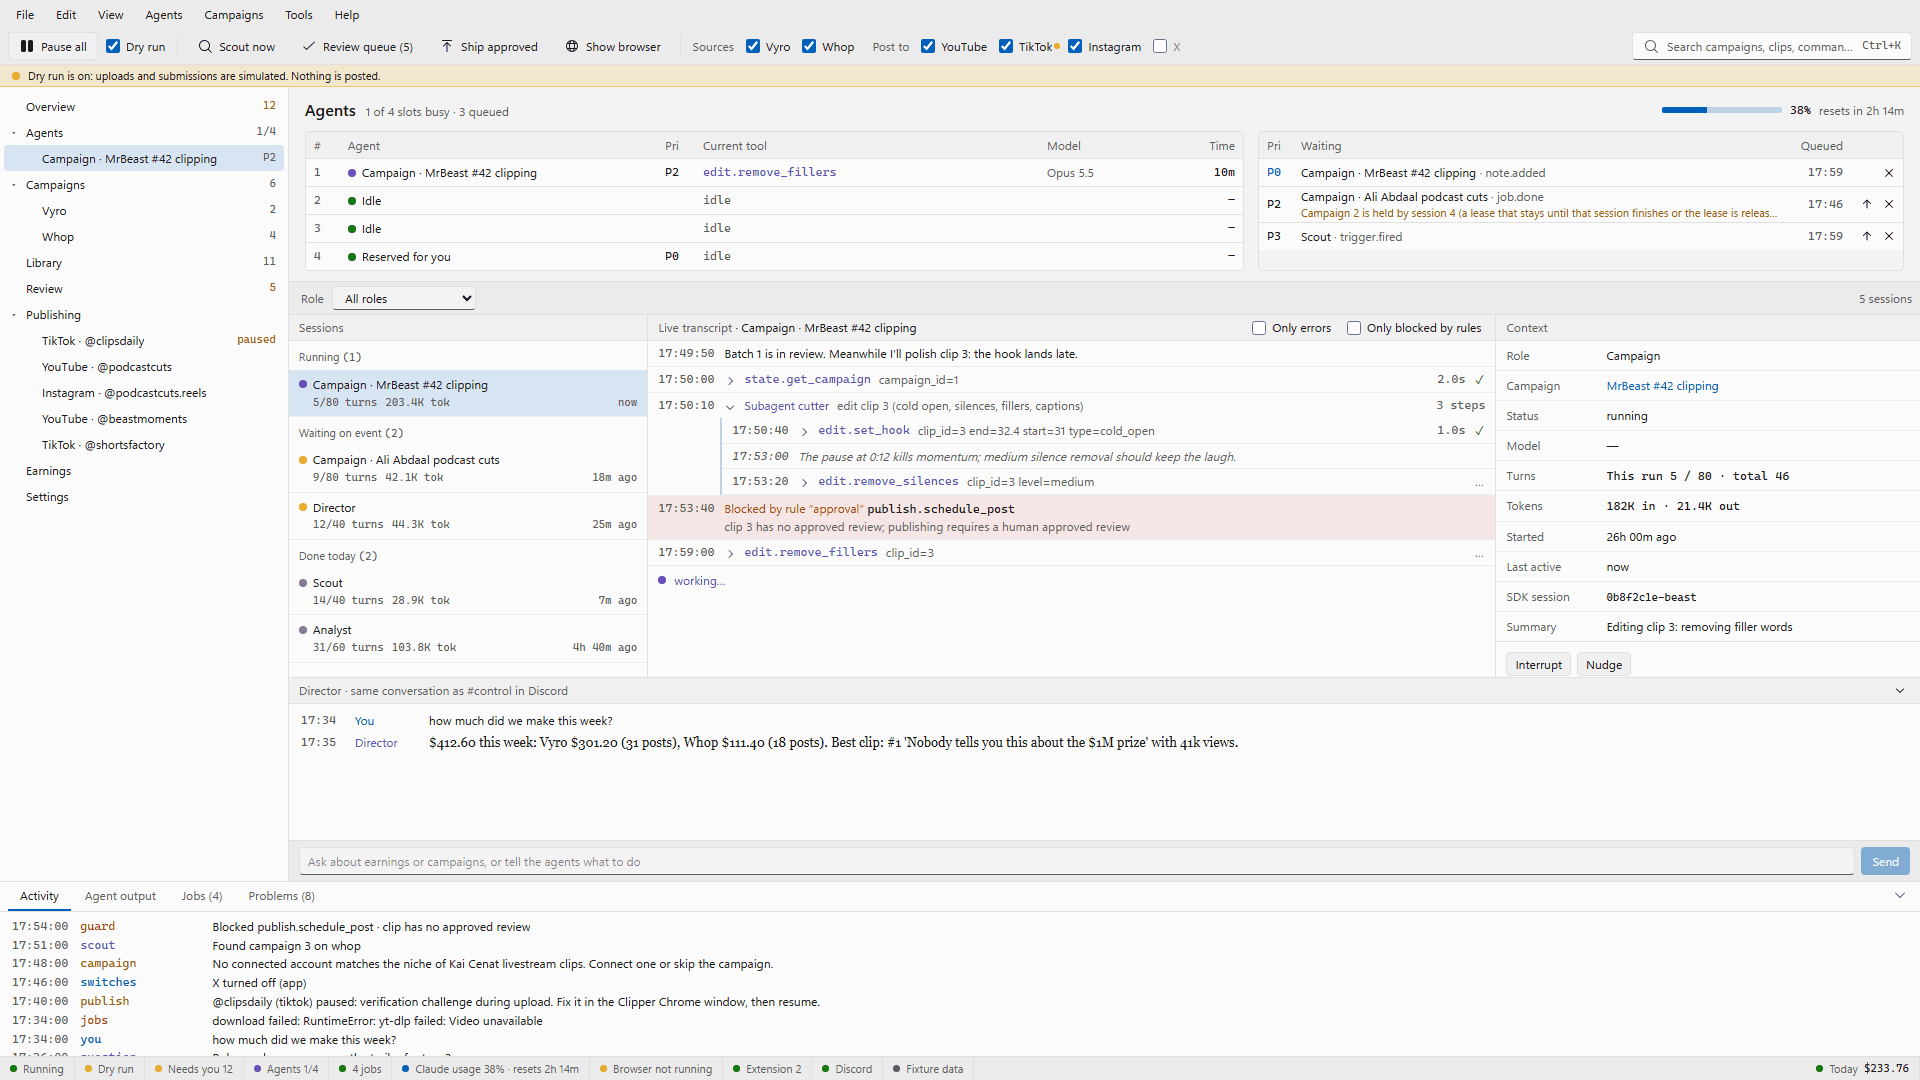 File Edit View Agents Campaigns Tools Help
Pause all Dry run Scout now Review queue (5) Ship approved Show browser Sources Vyro Whop Post to YouTube TikTok Instagram X Search campaigns, clips, comman... Ctrl+K
Dry run is on: uploads and submissions are simulated. Nothing is posted.
Overview 12
Agents 1/4
Campaign · MrBeast #42 clipping P2
Campaigns 6
Vyro 2
Whop 4
Library 11
Review 5
Publishing
TikTok · @clipsdaily paused
YouTube · @podcastcuts
Instagram · @podcastcuts.reels
YouTube · @beastmoments
TikTok · @shortsfactory
Earnings
Settings
Agents 1 of 4 slots busy · 3 queued 38% resets in 2h 14m
# Agent Pri Current tool Model Time
1 Campaign · MrBeast #42 clipping P2 edit.remove_fillers Opus 5.5 10m
2 Idle idle —
3 Idle idle —
4 Reserved for you P0 idle —
Pri Waiting Queued
P0 Campaign · MrBeast #42 clipping · note.added 17:59
P2 Campaign · Ali Abdaal podcast cuts · job.done 17:46
Campaign 2 is held by session 4 (a lease that stays until that session finishes or the lease is releas...
P3 Scout · trigger.fired 17:59
Role All roles 5 sessions
Sessions
Running (1)
Campaign · MrBeast #42 clipping
5/80 turns 203.4K tok now
Waiting on event (2)
Campaign · Ali Abdaal podcast cuts
9/80 turns 42.1K tok 18m ago
Director
12/40 turns 44.3K tok 25m ago
Done today (2)
Scout
14/40 turns 28.9K tok 7m ago
Analyst
31/60 turns 103.8K tok 4h 40m ago
Live transcript · Campaign · MrBeast #42 clipping Only errors Only blocked by rules
17:49:50 Batch 1 is in review. Meanwhile I'll polish clip 3: the hook lands late.
17:50:00 state.get_campaign campaign_id=1 2.0s
17:50:10 Subagent cutter edit clip 3 (cold open, silences, fillers, captions) 3 steps
17:50:40 edit.set_hook clip_id=3 end=32.4 start=31 type=cold_open 1.0s
17:53:00 The pause at 0:12 kills momentum; medium silence removal should keep the laugh.
17:53:20 edit.remove_silences clip_id=3 level=medium ...
17:53:40 Blocked by rule “approval” publish.schedule_post
clip 3 has no approved review; publishing requires a human approved review
17:59:00 edit.remove_fillers clip_id=3 ...
working...
Context
Role Campaign
Campaign MrBeast #42 clipping
Status running
Model —
Turns This run 5 / 80 · total 46
Tokens 182K in · 21.4K out
Started 26h 00m ago
Last active now
SDK session 0b8f2c1e-beast
Summary Editing clip 3: removing filler words
Interrupt Nudge
Director · same conversation as #control in Discord
17:34 You how much did we make this week?
17:35 Director $412.60 this week: Vyro $301.20 (31 posts), Whop $111.40 (18 posts). Best clip: #1 'Nobody tells you this about the $1M prize' with 41k views.
Ask about earnings or campaigns, or tell the agents what to do Send
Activity Agent output Jobs (4) Problems (8)
17:54:00 guard Blocked publish.schedule_post · clip has no approved review
17:51:00 scout Found campaign 3 on whop
17:48:00 campaign No connected account matches the niche of Kai Cenat livestream clips. Connect one or skip the campaign.
17:46:00 switches X turned off (app)
17:40:00 publish @clipsdaily (tiktok) paused: verification challenge during upload. Fix it in the Clipper Chrome window, then resume.
17:34:00 jobs download failed: RuntimeError: yt-dlp failed: Video unavailable
17:34:00 you how much did we make this week?
Running Dry run Needs you 12 Agents 1/4 4 jobs Claude usage 38% · resets 2h 14m Browser not running Extension 2 Discord Fixture data Today $233.76